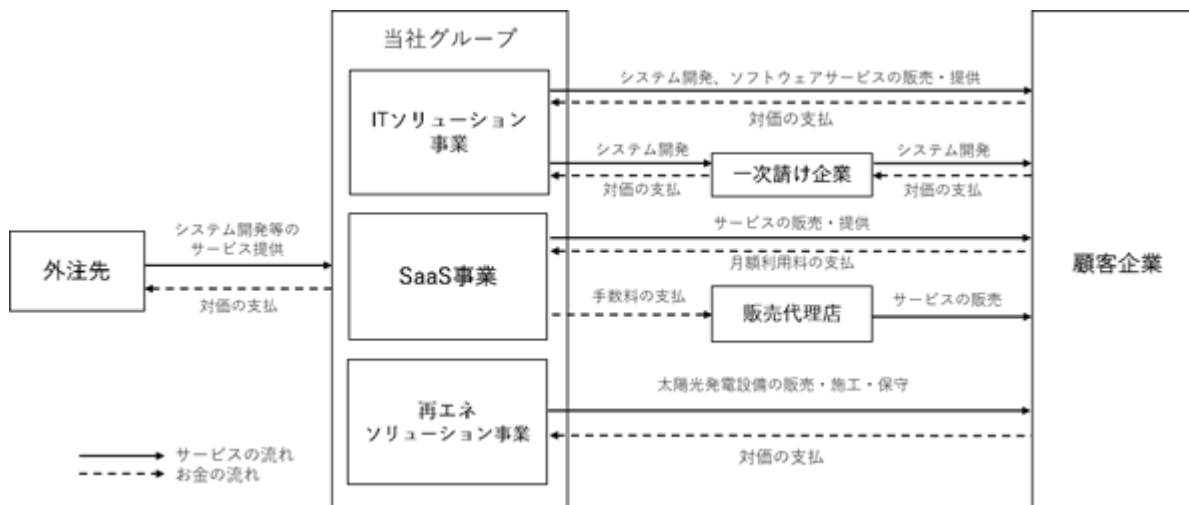 当社グループ
システム開発、ソフトウェアサービスの販売・提供
対価の支払
ITソリューション
事業
システム開発
対価の支払
一次請け企業
システム開発
対価の支払
システム開発等の
サービス提供
外注先
対価の支払
SaaS事業
サービスの販売・提供
月額利用料の支払
手数料の支払
販売代理店
サービスの販売
顧客企業
再エネ
ソリューション事業
太陽光発電設備の販売・施工・保守
対価の支払
サービスの流れ
お金の流れ